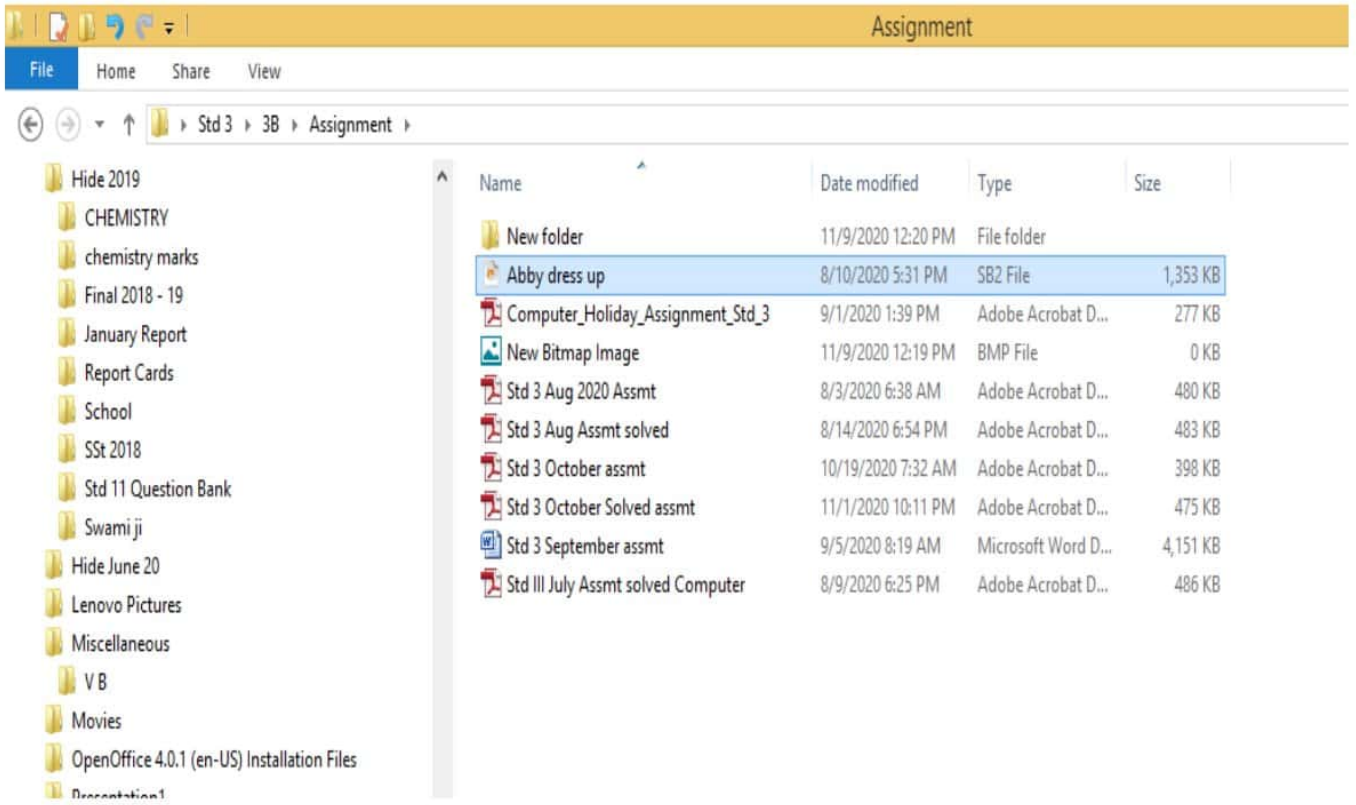 Assignment
File Home Share View
Std 3 3B Assignment
Hide 2019
CHEMISTRY
chemistry marks
Final 2018 - 19
January Report
Report Cards
School
SSt 2018
Std 11 Question Bank
Swami ji
Hide June 20
Lenovo Pictures
Miscellaneous
V B
Movies
OpenOffice 4.0.1 (en-US) Installation Files
Presentation1
Name Date modified Type Size
New folder 11/9/2020 12:20 PM File folder
Abby dress up 8/10/2020 5:31 PM SB2 File 1,353 KB
Computer_Holiday_Assignment_Std_3 9/1/2020 1:39 PM Adobe Acrobat D... 277 KB
New Bitmap Image 11/9/2020 12:19 PM BMP File 0 KB
Std 3 Aug 2020 Assmt 8/3/2020 6:38 AM Adobe Acrobat D... 480 KB
Std 3 Aug Assmt solved 8/14/2020 6:54 PM Adobe Acrobat D... 483 KB
Std 3 October assmt 10/19/2020 7:32 AM Adobe Acrobat D... 398 KB
Std 3 October Solved assmt 11/1/2020 10:11 PM Adobe Acrobat D... 475 KB
Std 3 September assmt 9/5/2020 8:19 AM Microsoft Word D... 4,151 KB
Std III July Assmt solved Computer 8/9/2020 6:25 PM Adobe Acrobat D... 486 KB